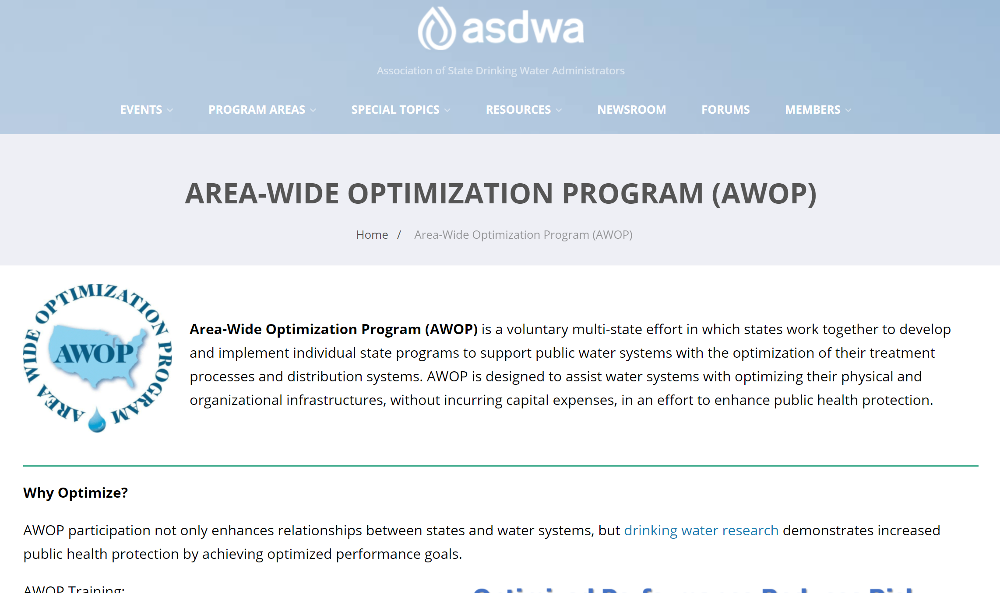 asdwa
Association of State Drinking Water Administrators
EVENTS PROGRAM AREAS SPECIAL TOPICS RESOURCES NEWSROOM FORUMS MEMBERS
AREA-WIDE OPTIMIZATION PROGRAM (AWOP)
Home / Area-Wide Optimization Program (AWOP)
AREA WIDE OPTIMIZATION PROGRAM
AWOP
Area-Wide Optimization Program (AWOP) is a voluntary multi-state effort in which states work together to develop
and implement individual state programs to support public water systems with the optimization of their treatment
processes and distribution systems. AWOP is designed to assist water systems with optimizing their physical and
organizational infrastructures, without incurring capital expenses, in an effort to enhance public health protection.
Why Optimize?
AWOP participation not only enhances relationships between states and water systems, but drinking water research demonstrates increased
public health protection by achieving optimized performance goals.
AWOP Training:
Optimized Performance Reduces Risk